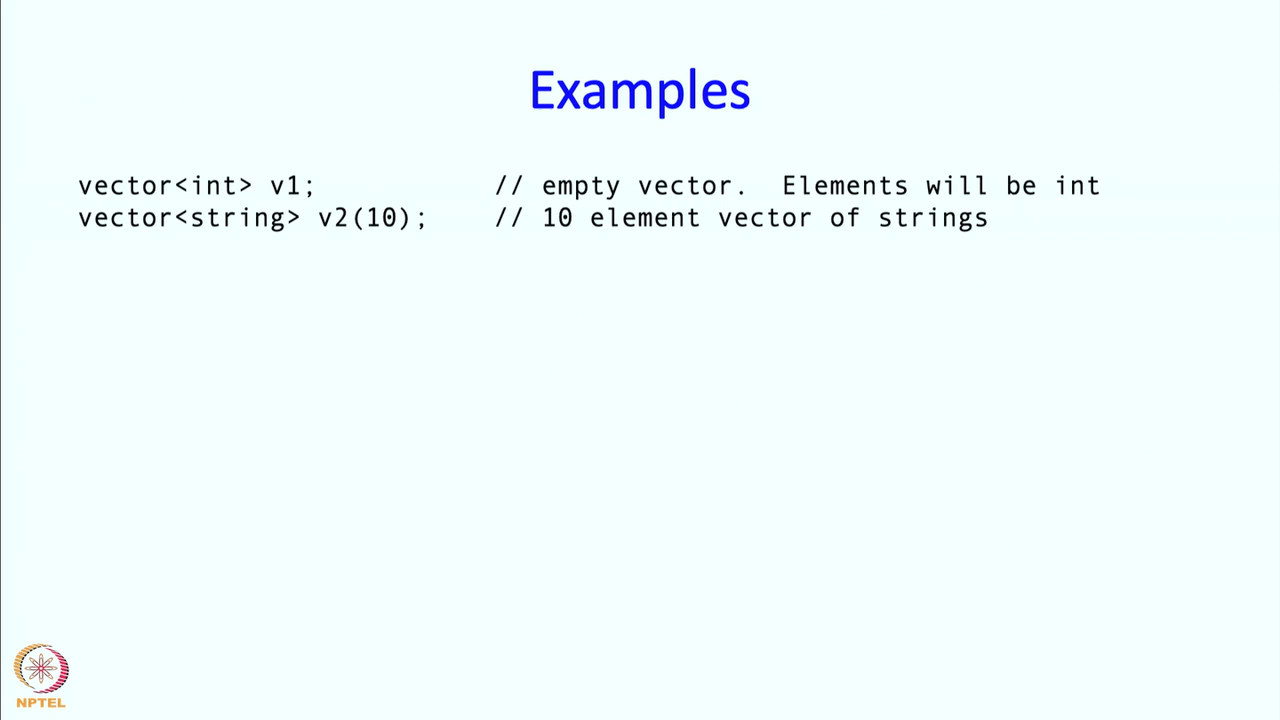 Examples
vector<int> v1; // empty vector. Elements will be int
vector<string> v2(10); // 10 element vector of strings
NPTEL